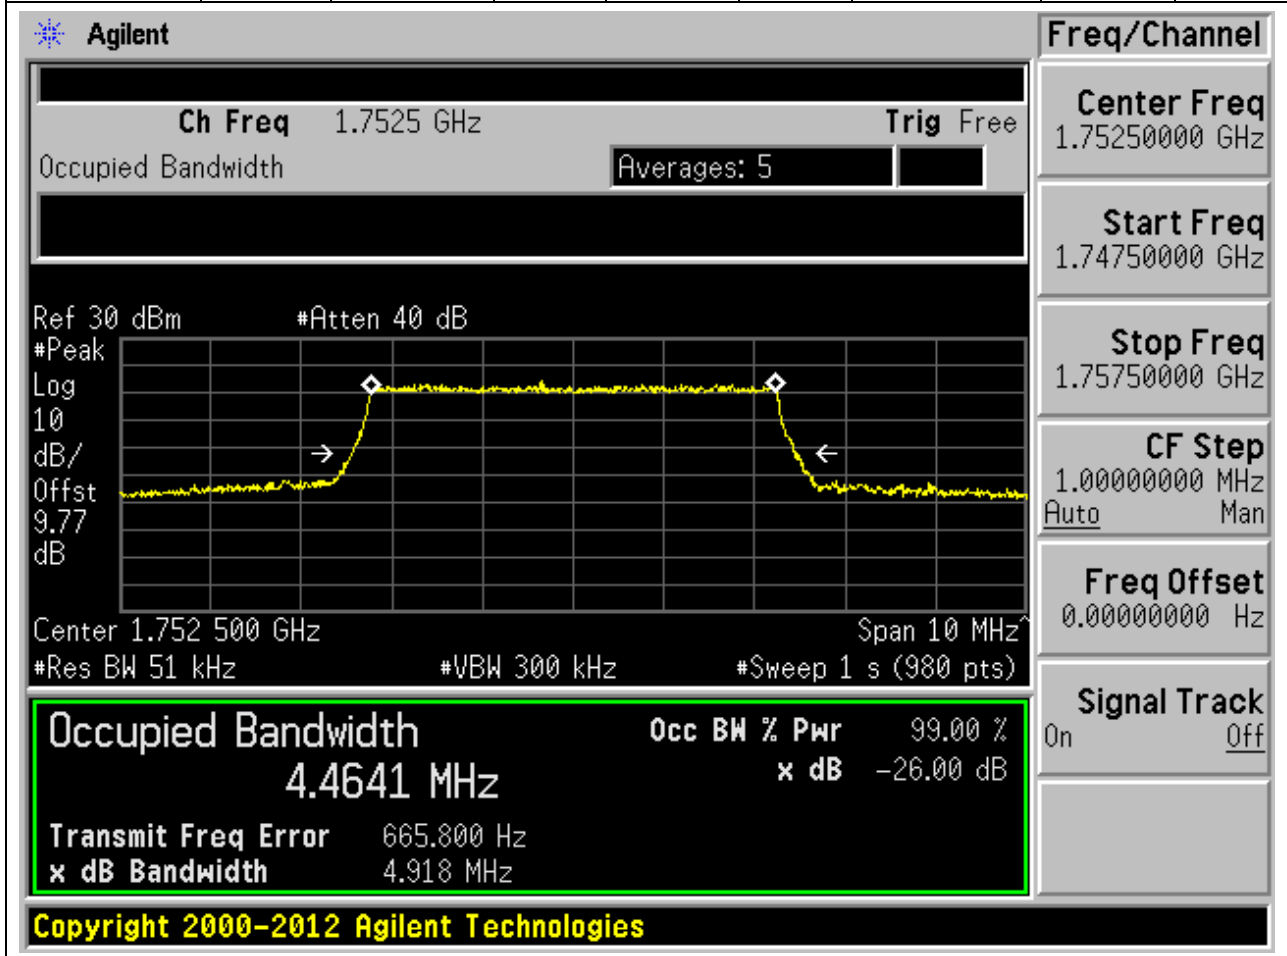 Agilent
Freq/Channel
Ch Freq 1.7525 GHz Trig Free
Occupied Bandwidth Averages: 5
Center Freq
1.75250000 GHz
Start Freq
1.74750000 GHz
Stop Freq
1.75750000 GHz
CF Step
1.00000000 MHz
Auto Man
Freq Offset
0.00000000 Hz
Signal Track
On Off
Ref 30 dBm #Atten 40 dB
#Peak
Log
10
dB/
Offst
9.77
dB
Center 1.752 500 GHz Span 10 MHz^
#Res BW 51 kHz #VBW 300 kHz #Sweep 1 s (980 pts)
Occupied Bandwidth Occ BW % Pwr 99.00 %
4.4641 MHz x dB -26.00 dB
Transmit Freq Error 665.800 Hz
x dB Bandwidth 4.918 MHz
Copyright 2000-2012 Agilent Technologies